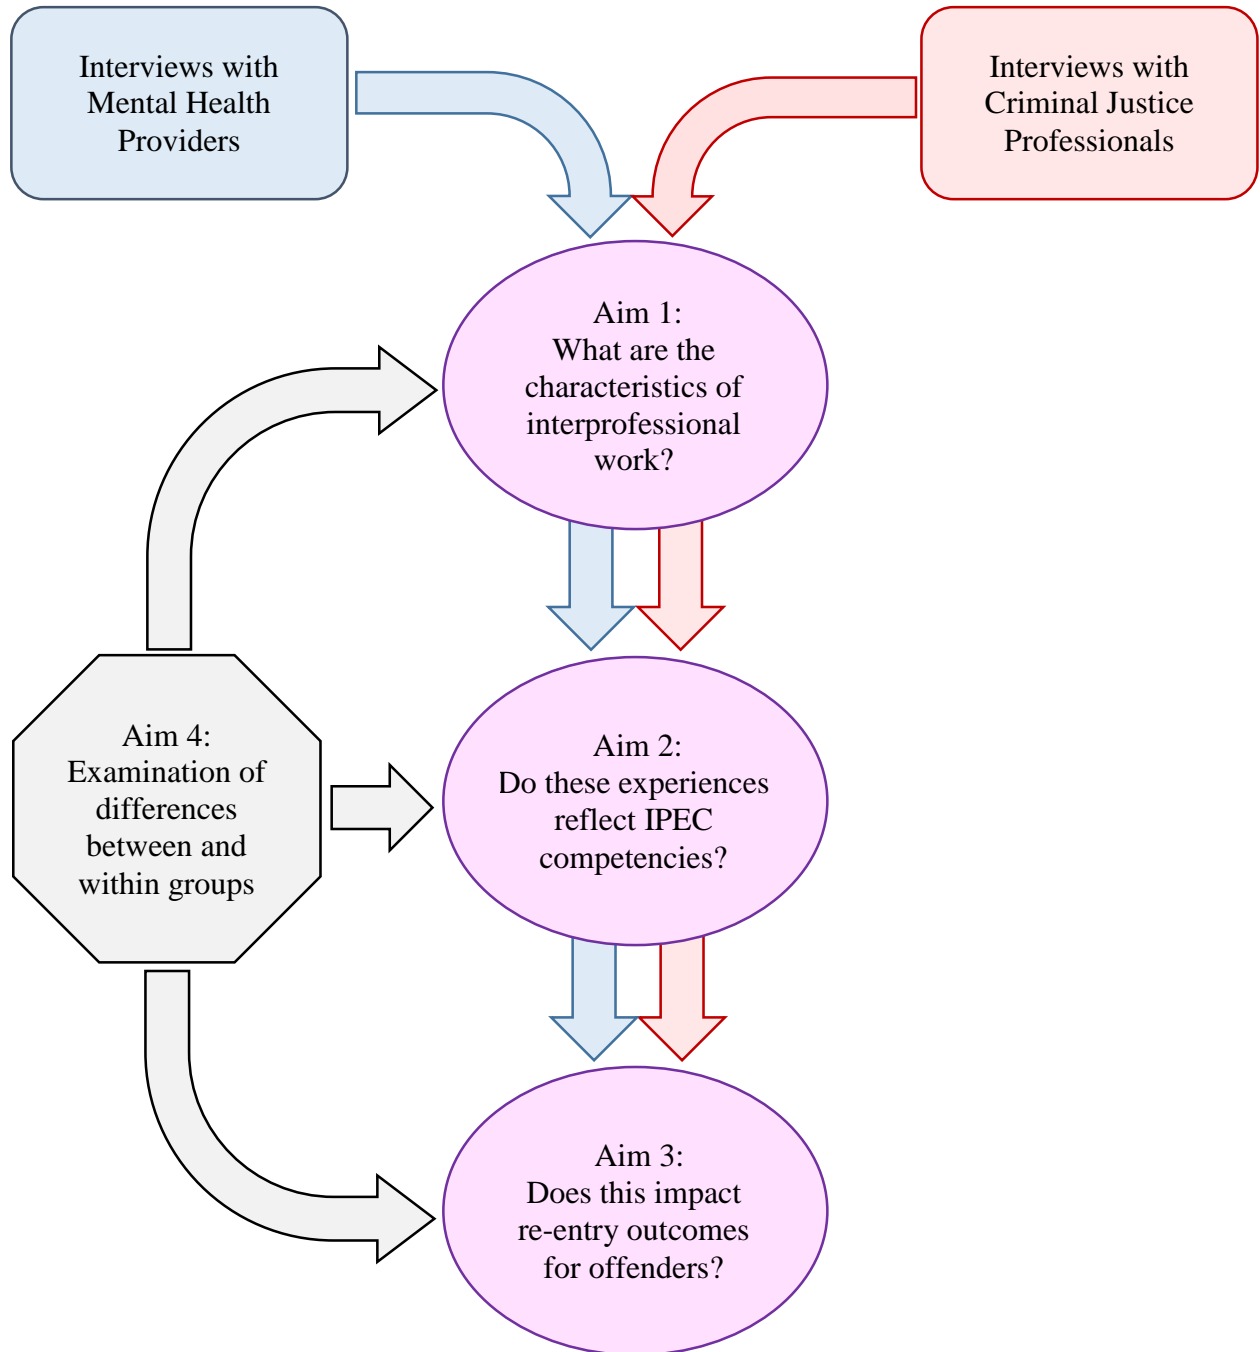 Interviews with
Mental Health
Providers
Interviews with
Criminal Justice
Professionals
Aim 1:
What are the
characteristics of
interprofessional
work?
Aim 4:
Examination of
differences
between and
within groups
Aim 2:
Do these experiences
reflect IPEC
competencies?
Aim 3:
Does this impact
re-entry outcomes
for offenders?